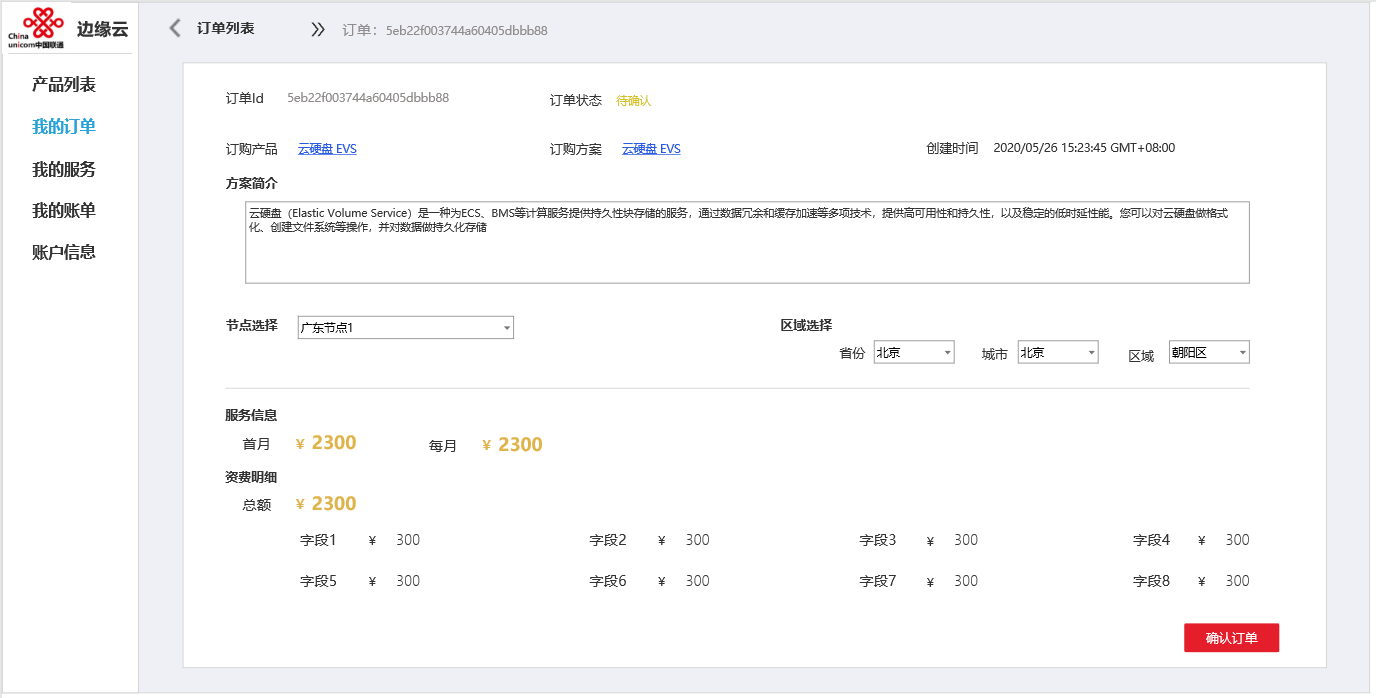 China
unicom中国联通
边缘云
产品列表
我的订单
我的服务
我的账单
账户信息
订单列表
订单：5eb22f003744a60405dbbb88
订单Id 5eb22f003744a60405dbbb88
订单状态 待确认
订购产品 云硬盘 EVS
订购方案 云硬盘 EVS
创建时间 2020/05/26 15:23:45 GMT+08:00
方案简介
云硬盘（Elastic Volume Service）是一种为ECS、BMS等计算服务提供持久性块存储的服务，通过数据冗余和缓存加速等多项技术，提供高可用性和持久性，以及稳定的低时延性能。您可以对云硬盘做格式
化、创建文件系统等操作，并对数据做持久化存储
节点选择 广东节点1
区域选择
省份 北京 城市 北京 区域 朝阳区
服务信息
首月 ¥ 2300 每月 ¥ 2300
资费明细
总额 ¥ 2300
字段1 ¥ 300 字段2 ¥ 300 字段3 ¥ 300 字段4 ¥ 300
字段5 ¥ 300 字段6 ¥ 300 字段7 ¥ 300 字段8 ¥ 300
确认订单